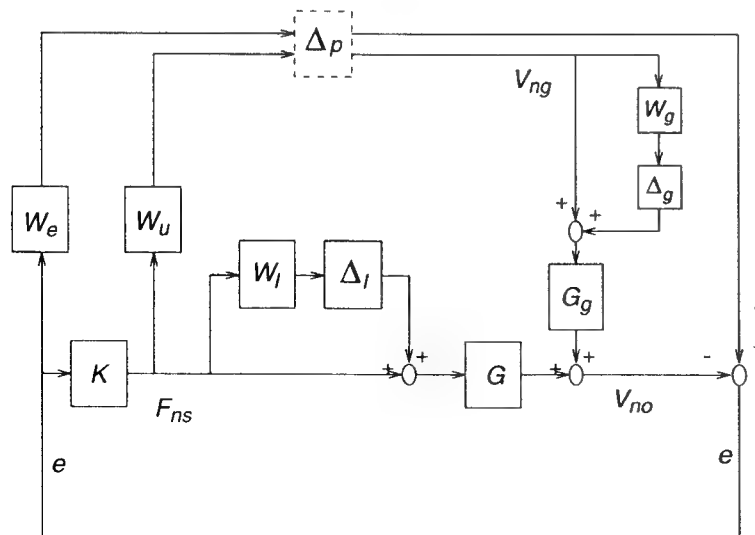 Δp
Vng
Wg
Δg
+ +
We
Wu
Wl
Δl
Gg
+ + -
K
+
G
+
Fns
Vno
e
e